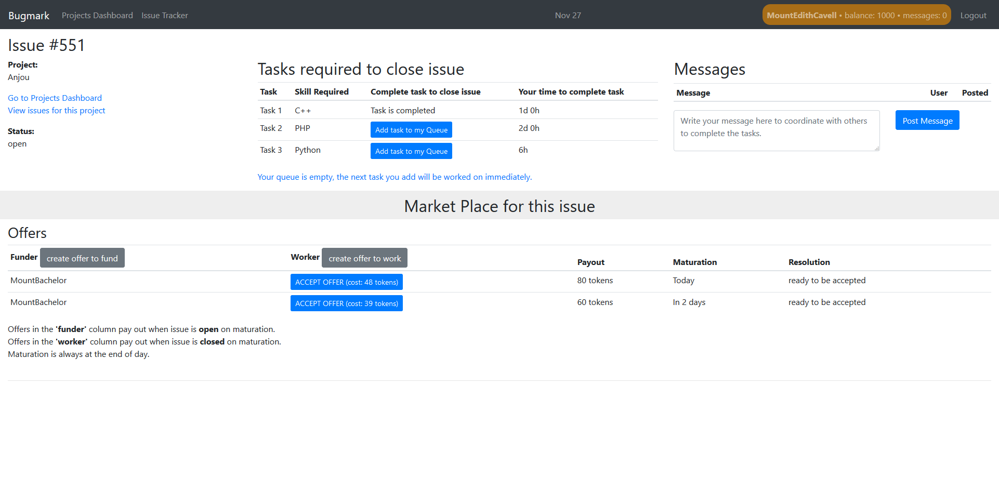 Bugmark Projects Dashboard Issue Tracker Nov 27 MountEdithCavell • balance: 1000 • messages: 0 Logout
Issue #551
Project:
Anjou
Go to Projects Dashboard
View issues for this project
Status:
open
Tasks required to close issue
Task Skill Required Complete task to close issue Your time to complete task
Task 1 C++ Task is completed 1d 0h
Task 2 PHP Add task to my Queue 2d 0h
Task 3 Python Add task to my Queue 6h
Your queue is empty, the next task you add will be worked on immediately.
Messages
Message User Posted
Write your message here to coordinate with others
to complete the tasks.
Post Message
Market Place for this issue
Offers
Funder create offer to fund Worker create offer to work Payout Maturation Resolution
MountBachelor ACCEPT OFFER (cost: 48 tokens) 80 tokens Today ready to be accepted
MountBachelor ACCEPT OFFER (cost: 39 tokens) 60 tokens In 2 days ready to be accepted
Offers in the 'funder' column pay out when issue is open on maturation.
Offers in the 'worker' column pay out when issue is closed on maturation.
Maturation is always at the end of day.